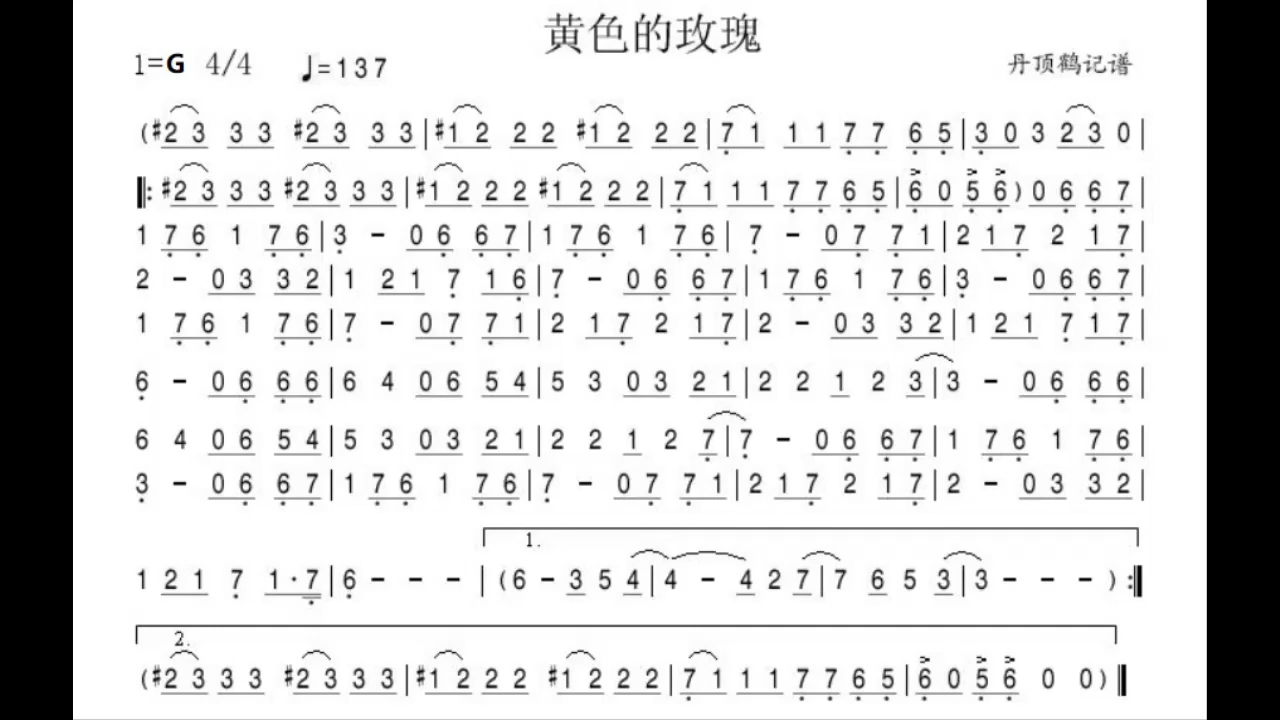 黄色的玫瑰
1=G 4/4 ♩=137 丹顶鹤记谱
(#2 3 3 3 #2 3 3 3|#1 2 2 2 #1 2 2 2|7 1 1 1 7 7 6 5|3 0 3 2 3 0|
|: #2 3 3 3 #2 3 3 3|#1 2 2 2 #1 2 2 2|7 1 1 1 7 7 6 5|6 0 5 6)0 6 6 7|
1 7 6 1 7 6|3 - 0 6 6 7|1 7 6 1 7 6|7 - 0 7 7 1|2 1 7 2 1 7|
2 - 0 3 3 2|1 2 1 7 1 6|7 - 0 6 6 7|1 7 6 1 7 6|3 - 0 6 6 7|
1 7 6 1 7 6|7 - 0 7 7 1|2 1 7 2 1 7|2 - 0 3 3 2|1 2 1 7 1 7|
6 - 0 6 6 6|6 4 0 6 5 4|5 3 0 3 2 1|2 2 1 2 3|3 - 0 6 6 6|
6 4 0 6 5 4|5 3 0 3 2 1|2 2 1 2 7|7 - 0 6 6 7|1 7 6 1 7 6|
3 - 0 6 6 7|1 7 6 1 7 6|7 - 0 7 7 1|2 1 7 2 1 7|2 - 0 3 3 2|
1.
1 2 1 7 1·7|6 - - -|(6 - 3 5 4|4 - 4 2 7|7 6 5 3|3 - - -):|
2.
(#2 3 3 3 #2 3 3 3|#1 2 2 2 #1 2 2 2|7 1 1 1 7 7 6 5|6 0 5 6 0 0)|